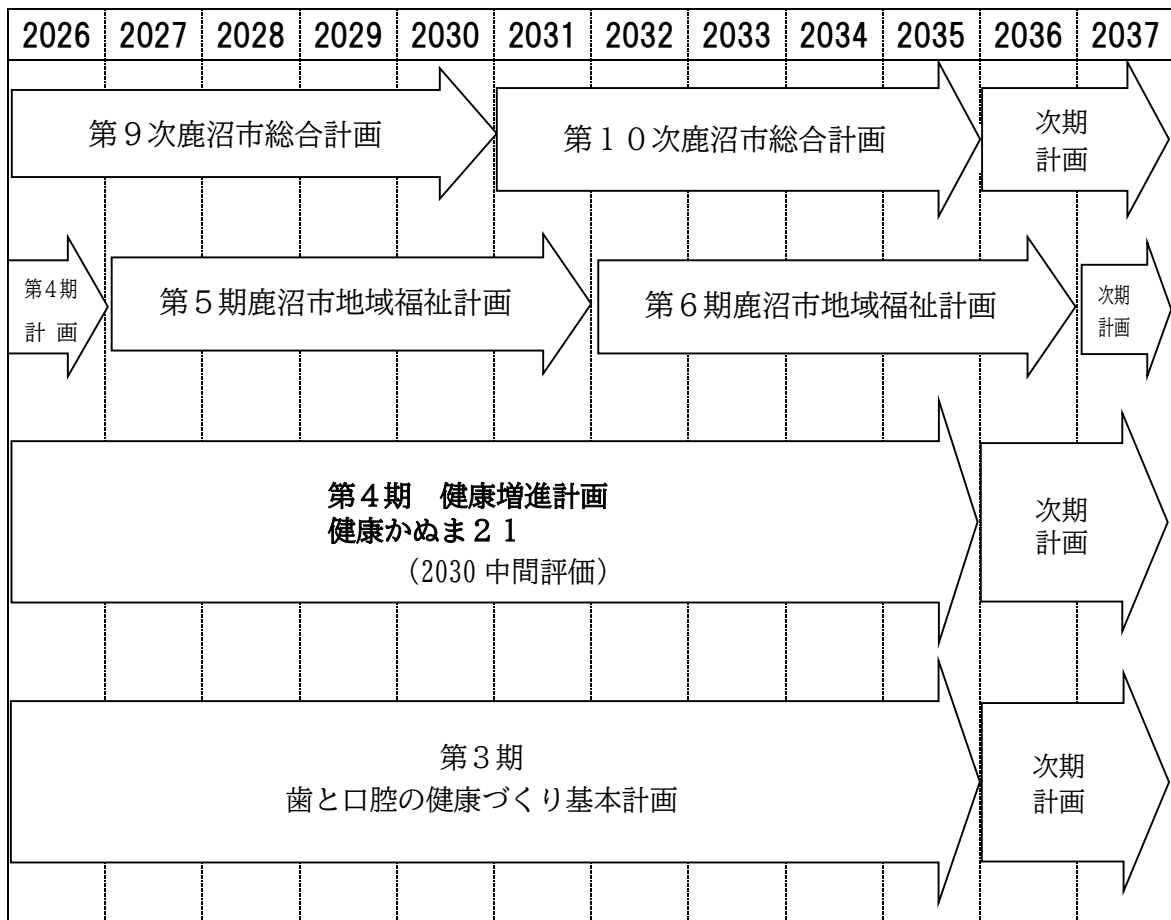 2026 2027 2028 2029 2030 2031 2032 2033 2034 2035 2036 2037
第９次鹿沼市総合計画
第１０次鹿沼市総合計画
次期
計画
第4期
計 画
第５期鹿沼市地域福祉計画
第６期鹿沼市地域福祉計画
次期
計画
第４期　健康増進計画
健康かぬま２１
（2030 中間評価）
次期
計画
第３期
歯と口腔の健康づくり基本計画
次期
計画